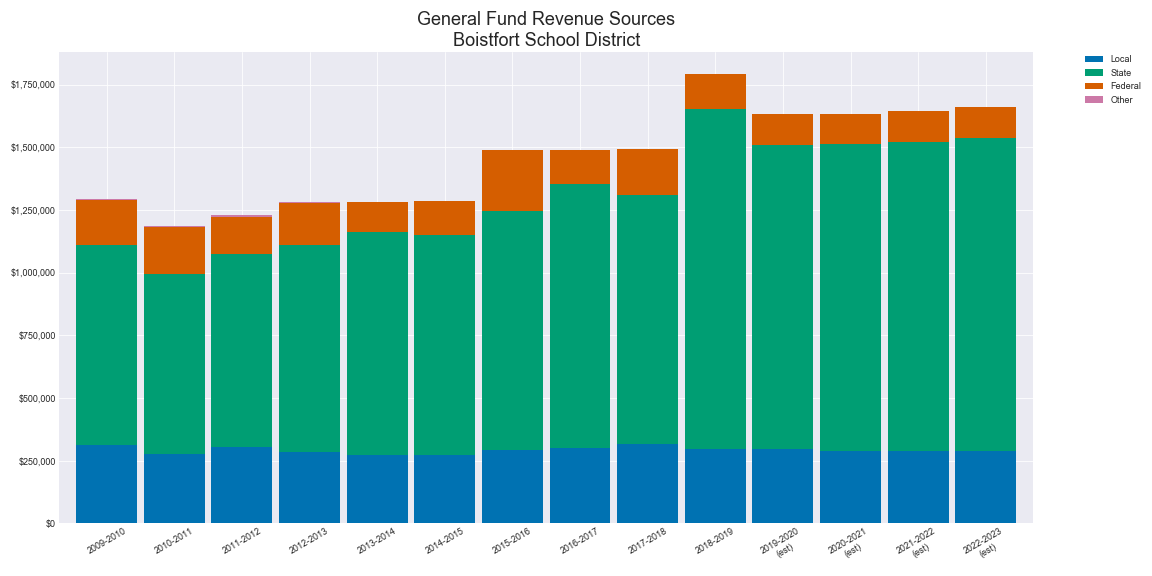 General Fund Revenue Sources
Boistfort School District
Local
State
Federal
Other
$1,750,000
$1,500,000
$1,250,000
$1,000,000
$750,000
$500,000
$250,000
$0
2009-2010
2010-2011
2011-2012
2012-2013
2013-2014
2014-2015
2015-2016
2016-2017
2017-2018
2018-2019
2019-2020
(est)
2020-2021
(est)
2021-2022
(est)
2022-2023
(est)